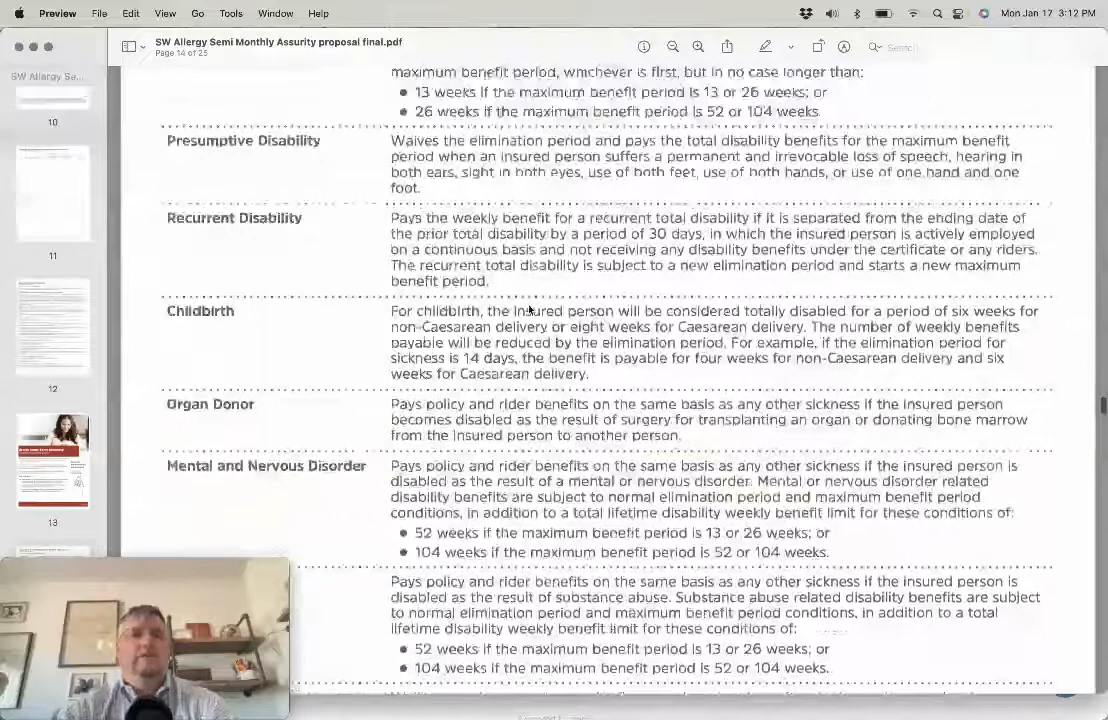 Preview File Edit View Go Tools Window Help Mon Jan 17 3:12 PM
SW Allergy Semi Monthly Assurity proposal final.pdf
Page 14 of 25
Search
SW Allergy Se...
10
11
12
13
maximum benefit period, whichever is first, but in no case longer than:
• 13 weeks if the maximum benefit period is 13 or 26 weeks; or
• 26 weeks if the maximum benefit period is 52 or 104 weeks.
Presumptive Disability
Waives the elimination period and pays the total disability benefits for the maximum benefit
period when an insured person suffers a permanent and irrevocable loss of speech, hearing in
both ears, sight in both eyes, use of both feet, use of both hands, or use of one hand and one
foot.
Recurrent Disability
Pays the weekly benefit for a recurrent total disability if it is separated from the ending date of
the prior total disability by a period of 30 days, in which the insured person is actively employed
on a continuous basis and not receiving any disability benefits under the certificate or any riders.
The recurrent total disability is subject to a new elimination period and starts a new maximum
benefit period.
Childbirth
For childbirth, the insured person will be considered totally disabled for a period of six weeks for
non-Caesarean delivery or eight weeks for Caesarean delivery. The number of weekly benefits
payable will be reduced by the elimination period. For example, if the elimination period for
sickness is 14 days, the benefit is payable for four weeks for non-Caesarean delivery and six
weeks for Caesarean delivery.
Organ Donor
Pays policy and rider benefits on the same basis as any other sickness if the insured person
becomes disabled as the result of surgery for transplanting an organ or donating bone marrow
from the insured person to another person.
Mental and Nervous Disorder
Pays policy and rider benefits on the same basis as any other sickness if the insured person is
disabled as the result of a mental or nervous disorder. Mental or nervous disorder related
disability benefits are subject to normal elimination period and maximum benefit period
conditions, in addition to a total lifetime disability weekly benefit limit for these conditions of:
• 52 weeks if the maximum benefit period is 13 or 26 weeks; or
• 104 weeks if the maximum benefit period is 52 or 104 weeks.
Pays policy and rider benefits on the same basis as any other sickness if the insured person is
disabled as the result of substance abuse. Substance abuse related disability benefits are subject
to normal elimination period and maximum benefit period conditions, in addition to a total
lifetime disability weekly benefit limit for these conditions of:
• 52 weeks if the maximum benefit period is 13 or 26 weeks; or
• 104 weeks if the maximum benefit period is 52 or 104 weeks.